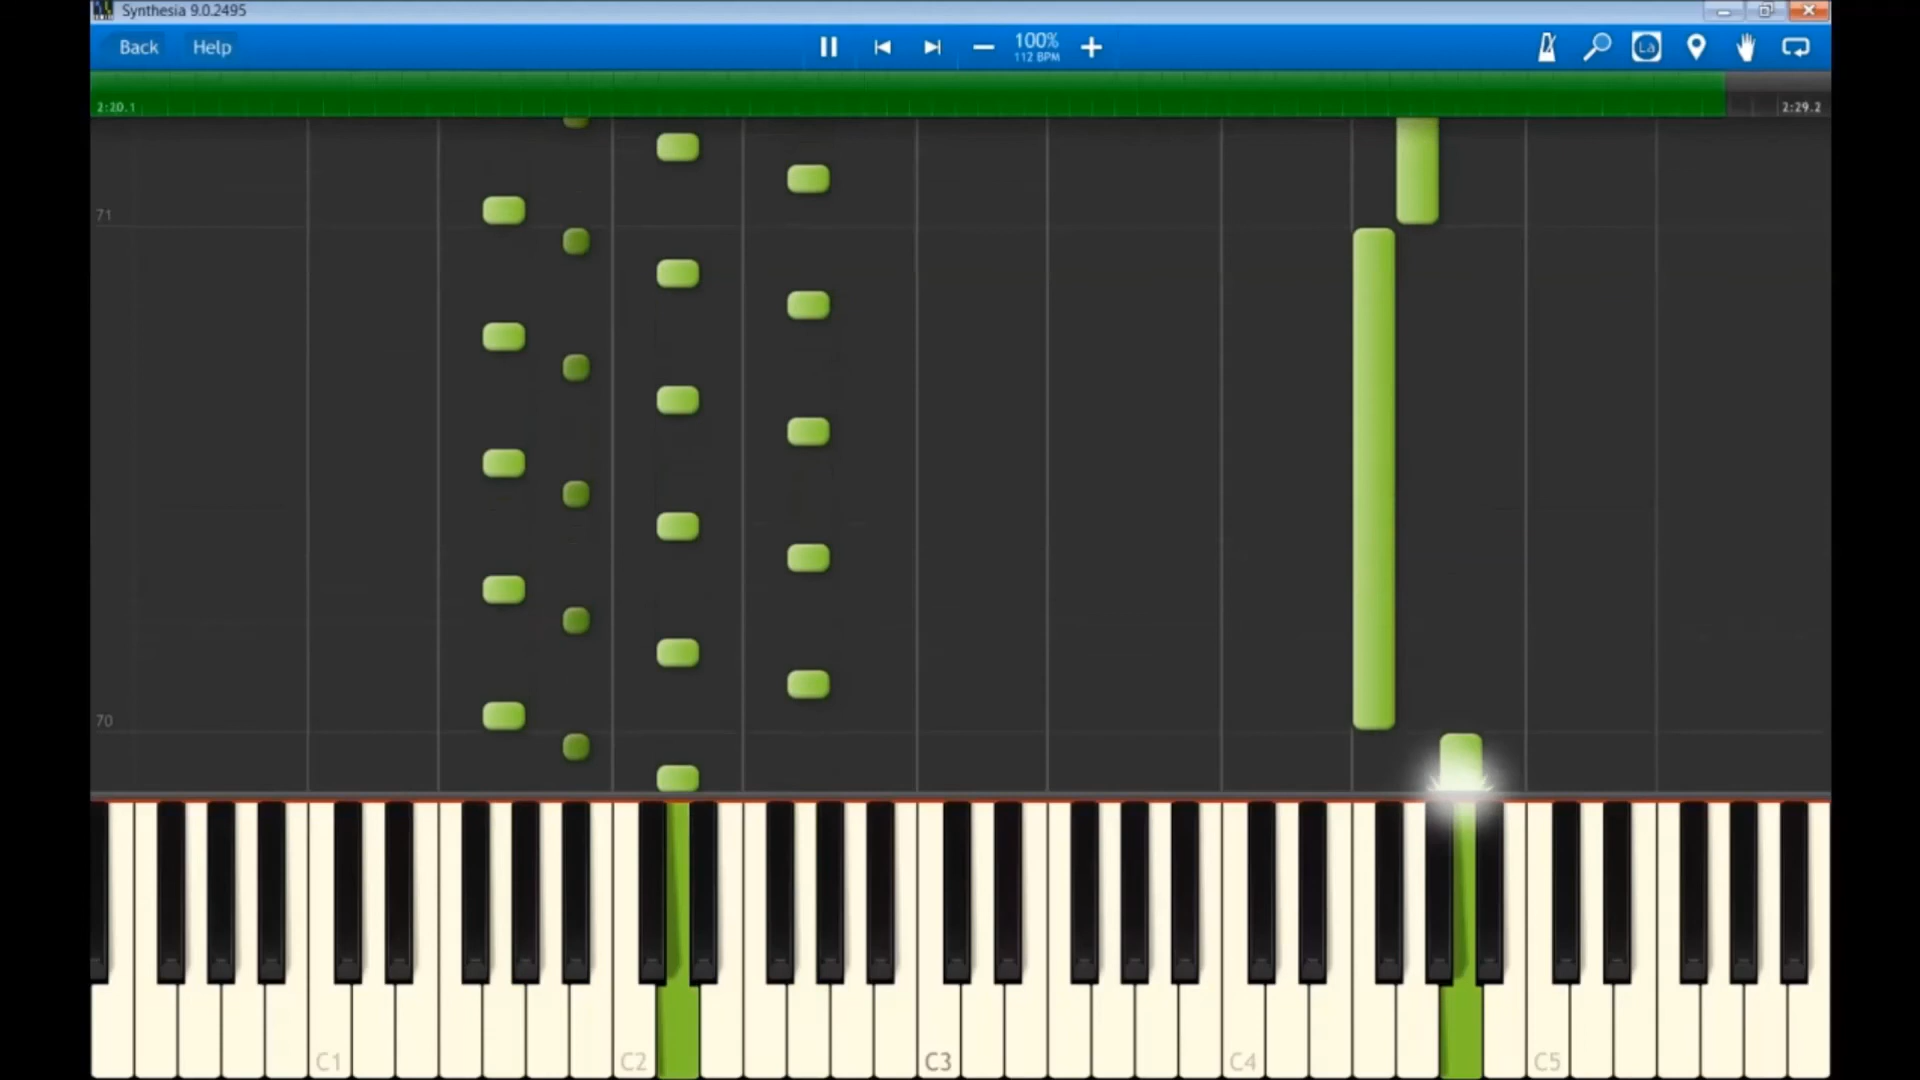 Synthesia 9.0.2495
Back Help 100% La
112 BPM
2:20.1 2:29.2
71
70
C1 C2 C3 C4 C5